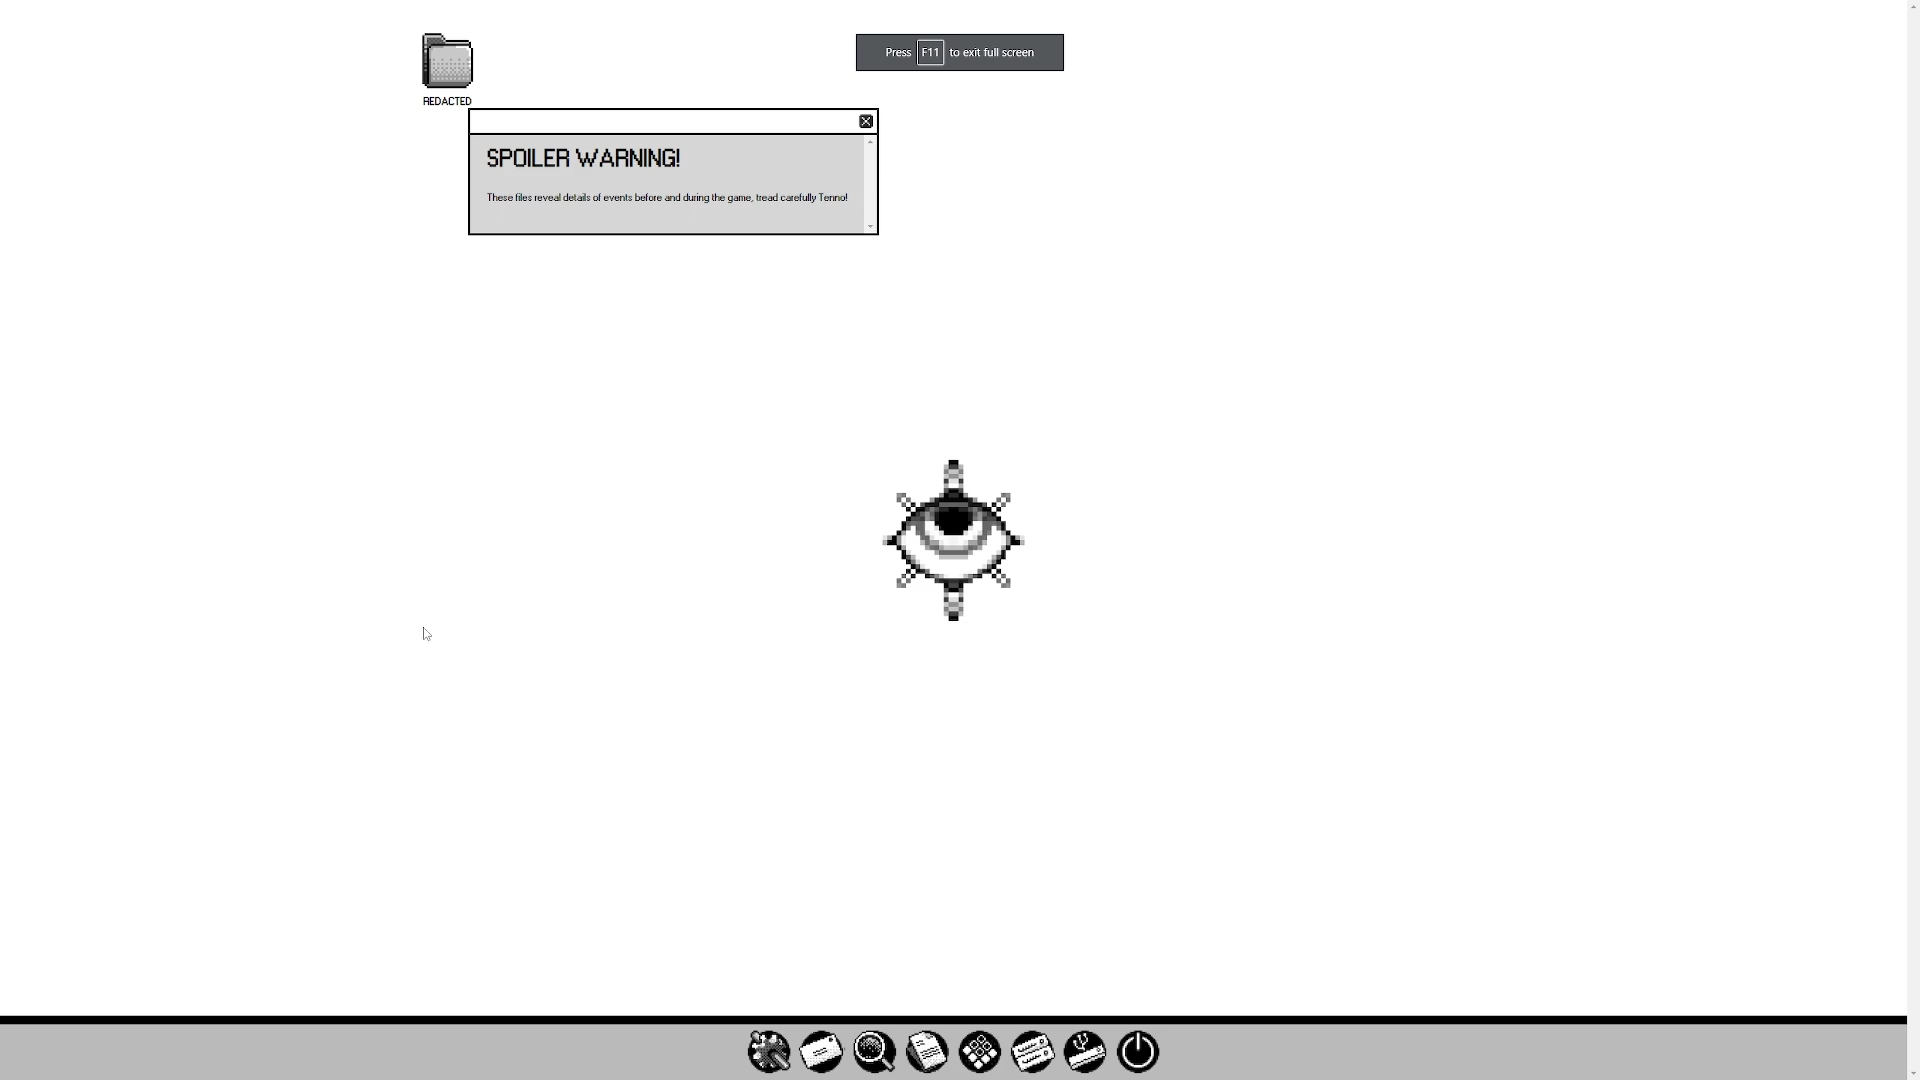 Press F11 to exit full screen
REDACTED
SPOILER WARNING!
These files reveal details of events before and during the game, tread carefully Tenno!